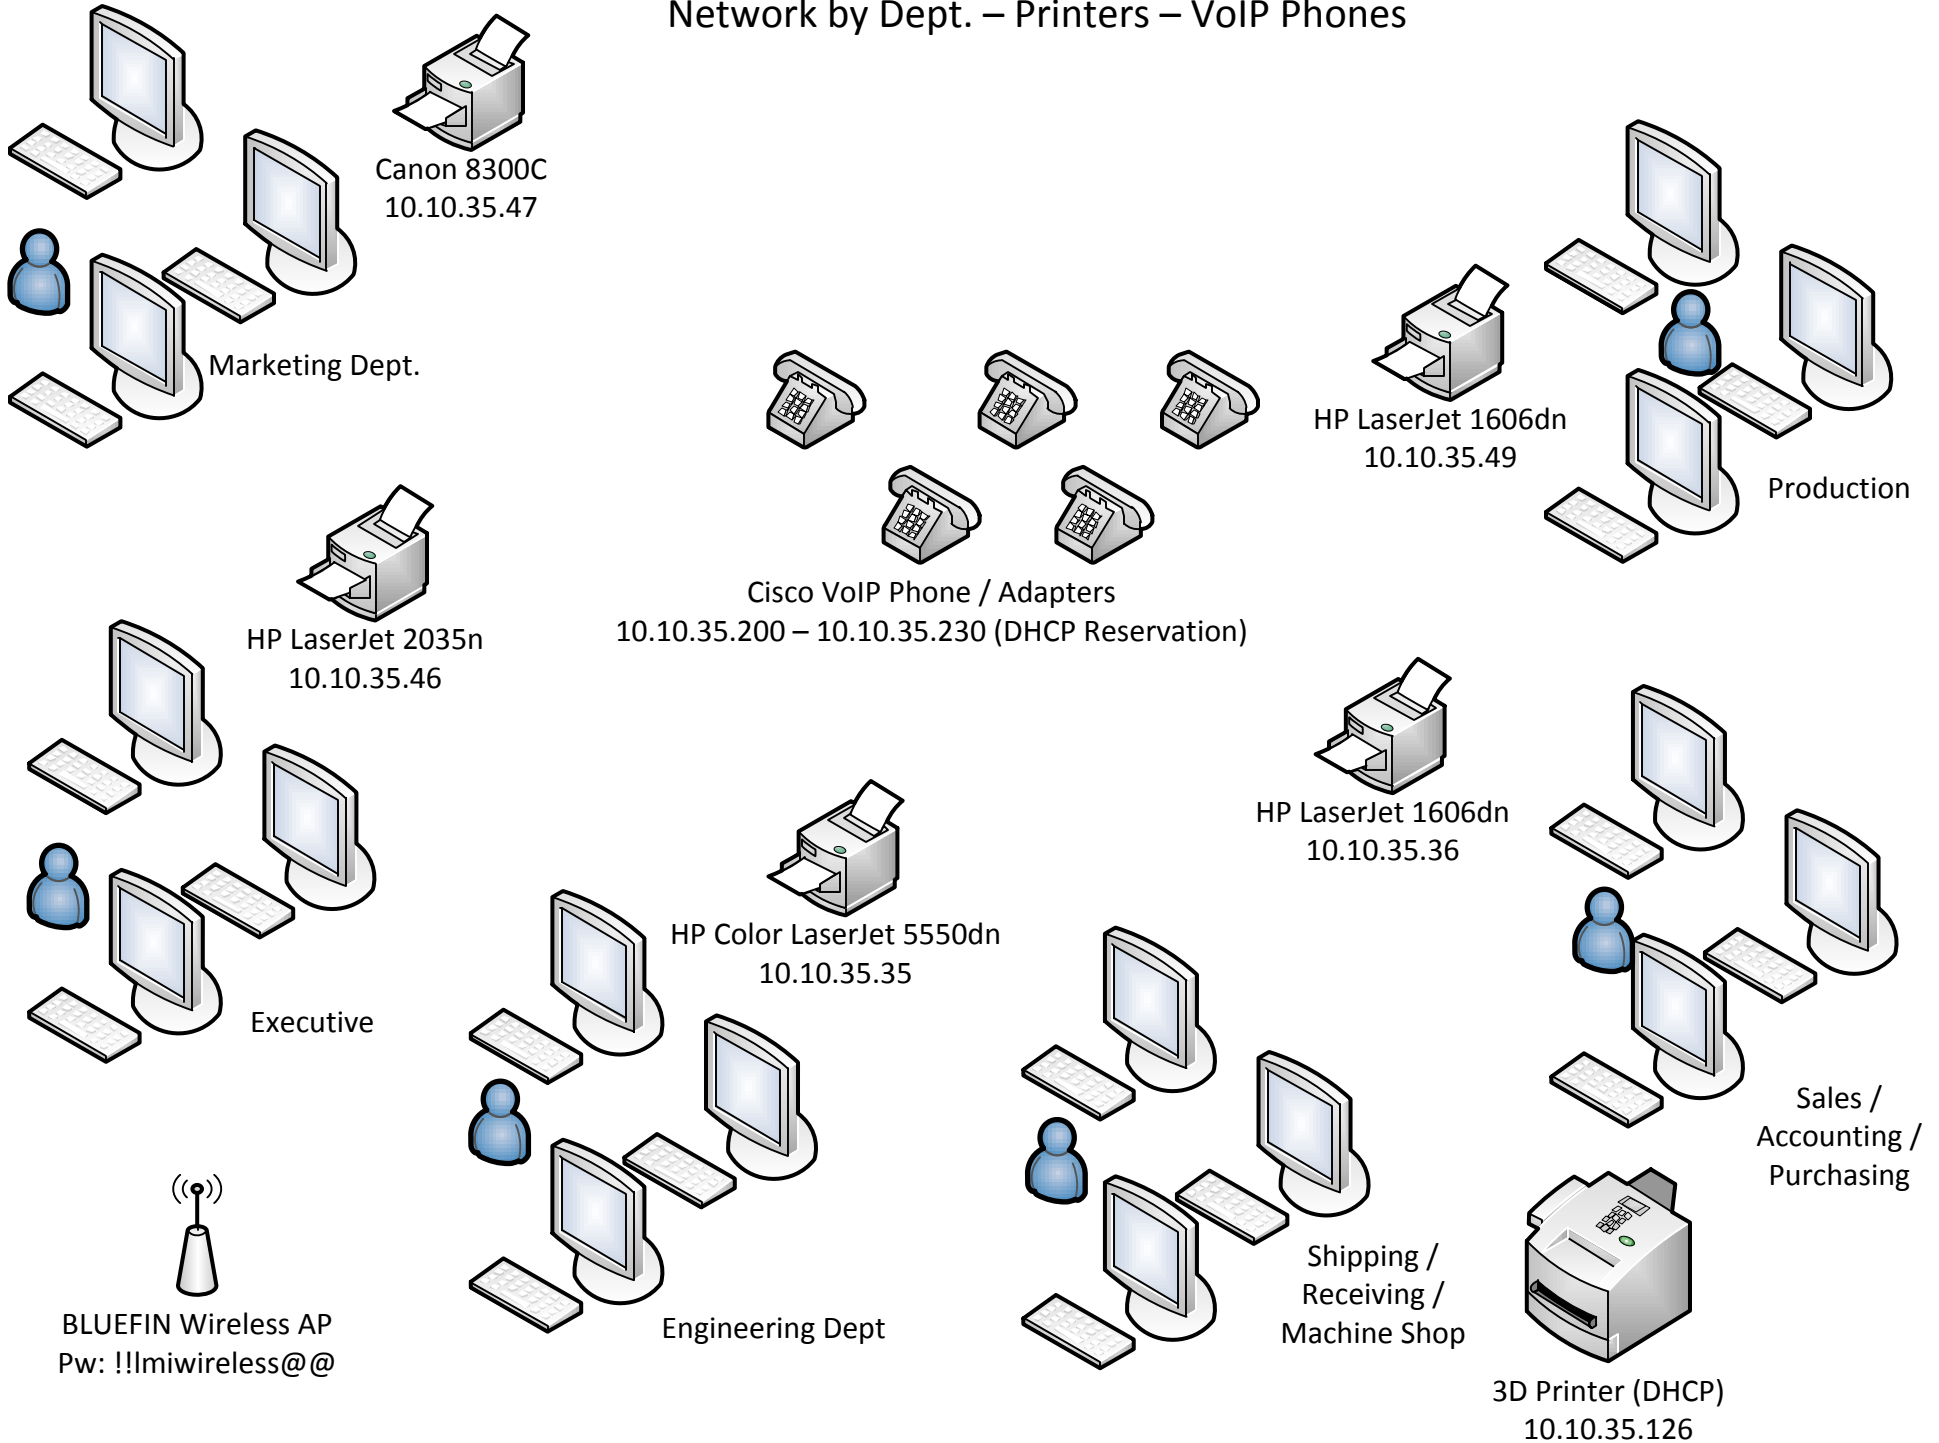 Network by Dept. – Printers – VoIP Phones
Canon 8300C
10.10.35.47
Marketing Dept.
HP LaserJet 1606dn
10.10.35.49
Production
HP LaserJet 2035n
10.10.35.46
Cisco VoIP Phone / Adapters
10.10.35.200 – 10.10.35.230 (DHCP Reservation)
HP LaserJet 1606dn
10.10.35.36
HP Color LaserJet 5550dn
10.10.35.35
Executive
Sales /
Accounting /
Purchasing
Shipping /
Receiving /
Machine Shop
Engineering Dept
BLUEFIN Wireless AP
Pw: !!lmiwireless@@
3D Printer (DHCP)
10.10.35.126